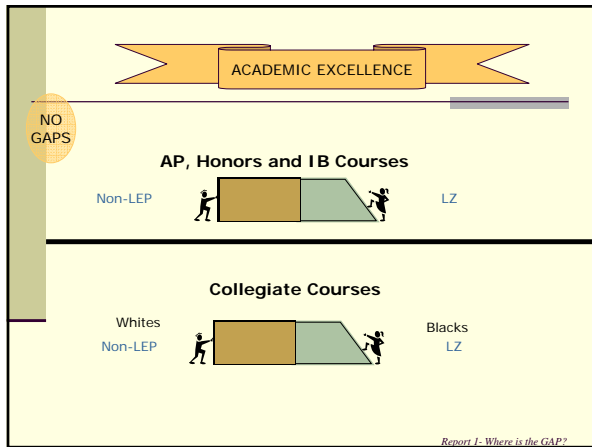 ACADEMIC EXCELLENCE
NO
GAPS
AP, Honors and IB Courses
Non-LEP
LZ
Collegiate Courses
Whites
Blacks
Non-LEP
LZ
Report 1- Where is the GAP?